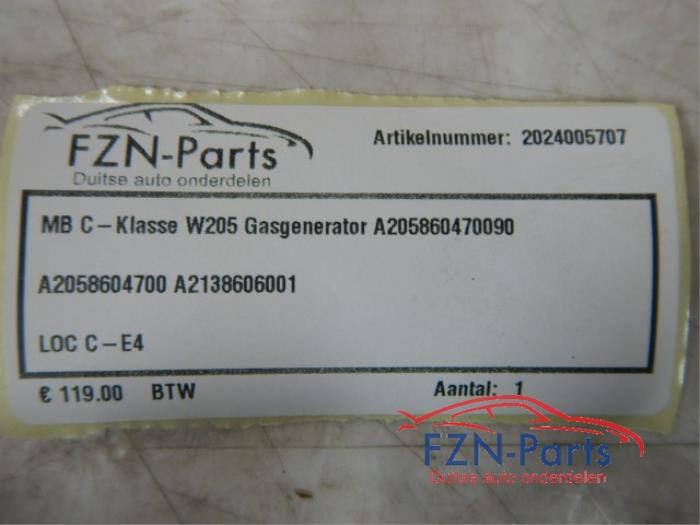 FZN-Parts
Duitse auto onderdelen
Artikelnummer: 2024005707
MB C-Klasse W205 Gasgenerator A205860470090
A2058604700 A2138606001
LOC C-E4
€ 119.00 BTW
Aantal: 1
FZN-Parts
Duitse auto onderdelen